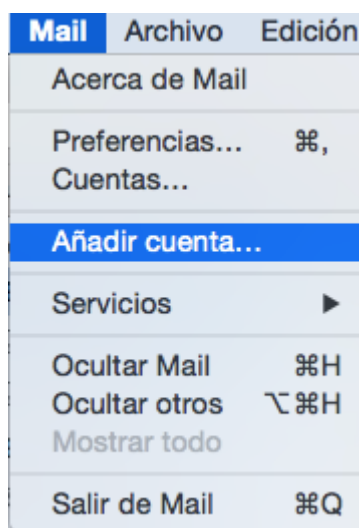 Mail Archivo Edición
Acerca de Mail
Preferencias... ⌘,
Cuentas...
Añadir cuenta...
Servicios ▶
Ocultar Mail ⌘H
Ocultar otros ⌥⌘H
Mostrar todo
Salir de Mail ⌘Q